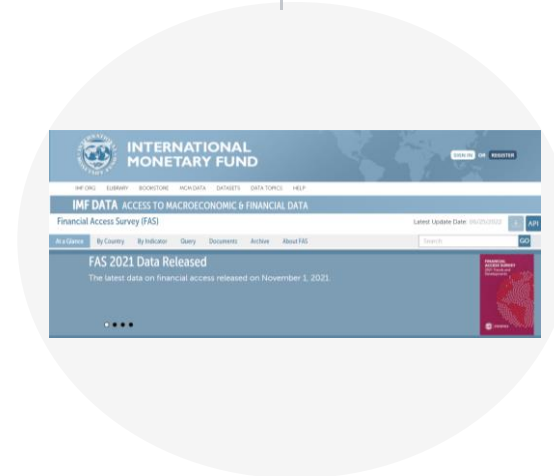 INTERNATIONAL
MONETARY FUND
SIGN IN OR REGISTER
IMF.ORG ELIBRARY BOOKSTORE MCM DATA DATASETS DATA TOPICS HELP
IMF DATA ACCESS TO MACROECONOMIC & FINANCIAL DATA
Financial Access Survey (FAS)
Latest Update Date:
API
At a Glance By Country By Indicator Query Documents Archive About FAS
Search GO
FAS 2021 Data Released
The latest data on financial access released on November 1, 2021.
FINANCIAL
ACCESS SURVEY